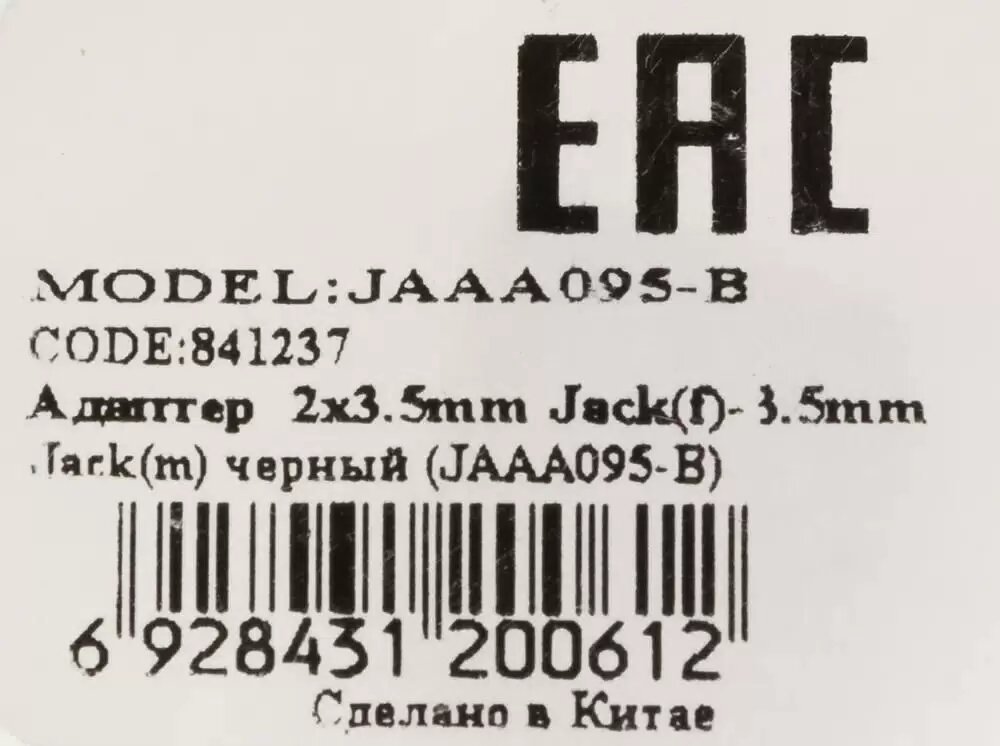 EAC
MODEL:JAAA095-B
CODE:841237
Адаптер 2x3.5mm Jack(f)- 3.5mm
Jack(m) черный (JAAA095-B)
6 928431 200612
Сделано в Китае